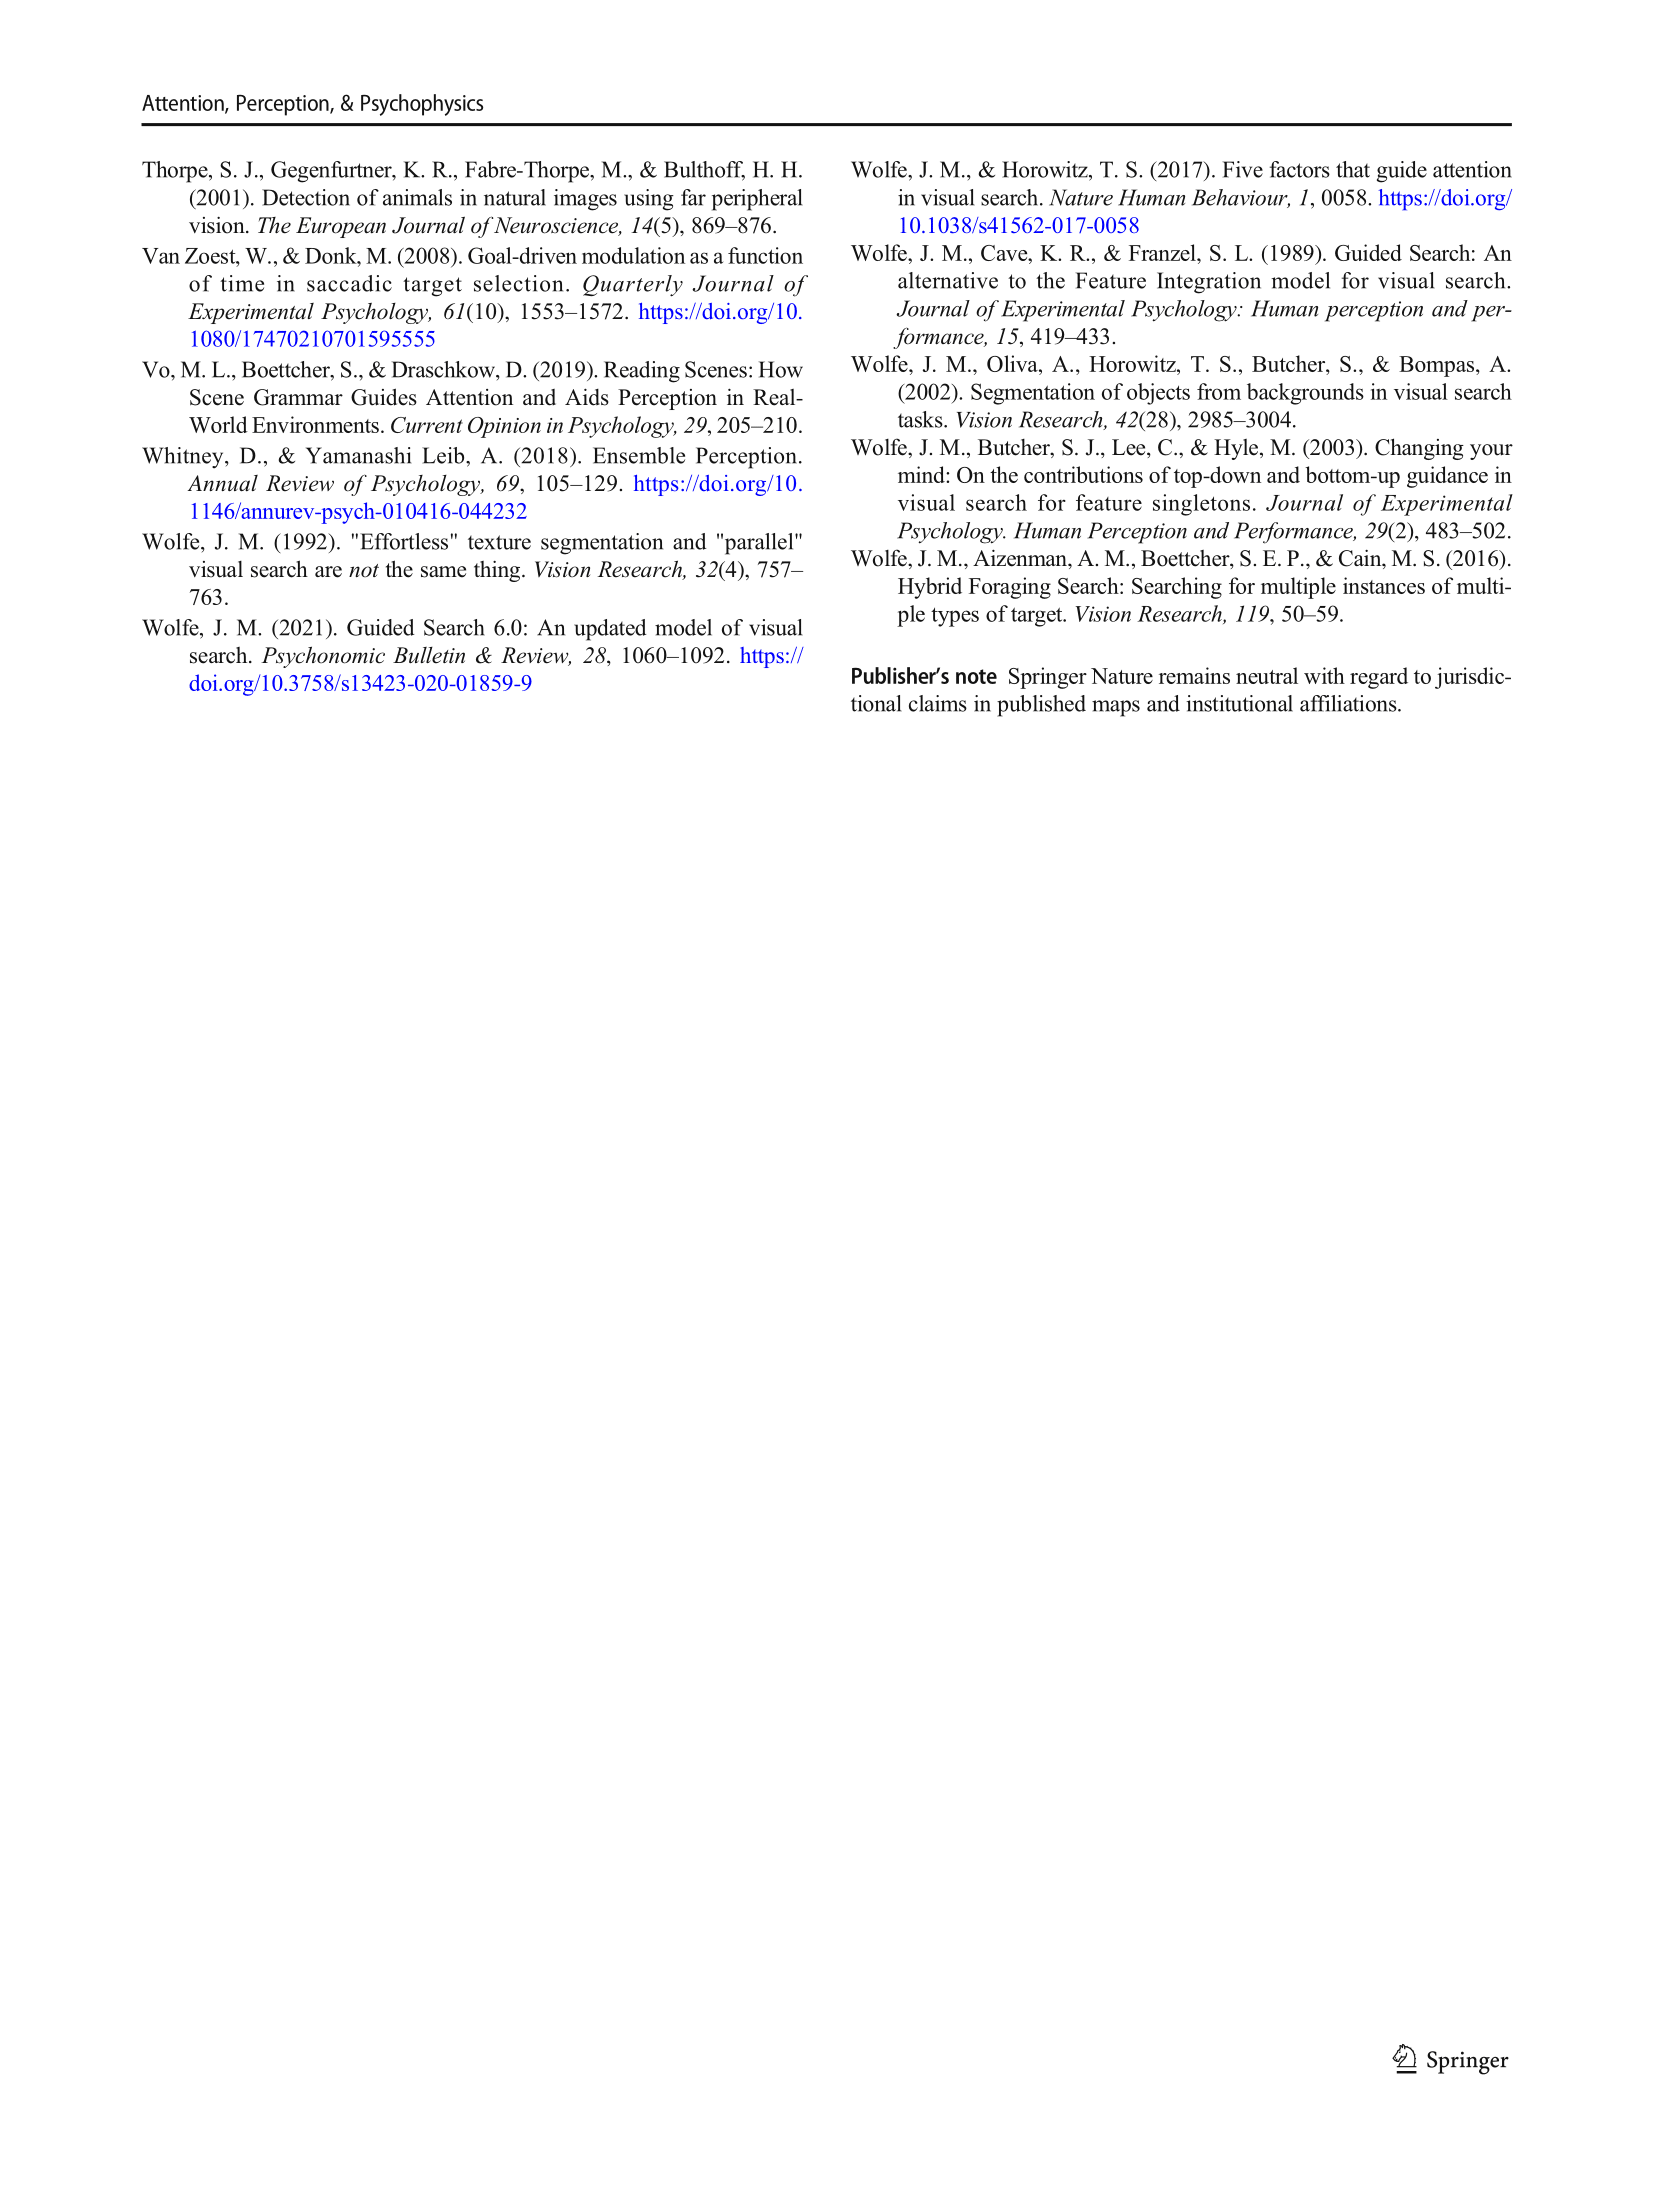 Attention, Perception, & Psychophysics
Thorpe, S. J., Gegenfurtner, K. R., Fabre-Thorpe, M., & Bulthoff, H. H.
(2001). Detection of animals in natural images using far peripheral
vision. The European Journal of Neuroscience, 14(5), 869–876.
Van Zoest, W., & Donk, M. (2008). Goal-driven modulation as a function
of time in saccadic target selection. Quarterly Journal of
Experimental Psychology, 61(10), 1553–1572. https://doi.org/10.
1080/17470210701595555
Vo, M. L., Boettcher, S., & Draschkow, D. (2019). Reading Scenes: How
Scene Grammar Guides Attention and Aids Perception in Real-
World Environments. Current Opinion in Psychology, 29, 205–210.
Whitney, D., & Yamanashi Leib, A. (2018). Ensemble Perception.
Annual Review of Psychology, 69, 105–129. https://doi.org/10.
1146/annurev-psych-010416-044232
Wolfe, J. M. (1992). "Effortless" texture segmentation and "parallel"
visual search are not the same thing. Vision Research, 32(4), 757–
763.
Wolfe, J. M. (2021). Guided Search 6.0: An updated model of visual
search. Psychonomic Bulletin & Review, 28, 1060–1092. https://
doi.org/10.3758/s13423-020-01859-9
Wolfe, J. M., & Horowitz, T. S. (2017). Five factors that guide attention
in visual search. Nature Human Behaviour, 1, 0058. https://doi.org/
10.1038/s41562-017-0058
Wolfe, J. M., Cave, K. R., & Franzel, S. L. (1989). Guided Search: An
alternative to the Feature Integration model for visual search.
Journal of Experimental Psychology: Human perception and per-
formance, 15, 419–433.
Wolfe, J. M., Oliva, A., Horowitz, T. S., Butcher, S., & Bompas, A.
(2002). Segmentation of objects from backgrounds in visual search
tasks. Vision Research, 42(28), 2985–3004.
Wolfe, J. M., Butcher, S. J., Lee, C., & Hyle, M. (2003). Changing your
mind: On the contributions of top-down and bottom-up guidance in
visual search for feature singletons. Journal of Experimental
Psychology. Human Perception and Performance, 29(2), 483–502.
Wolfe, J. M., Aizenman, A. M., Boettcher, S. E. P., & Cain, M. S. (2016).
Hybrid Foraging Search: Searching for multiple instances of multi-
ple types of target. Vision Research, 119, 50–59.
Publisher’s note Springer Nature remains neutral with regard to jurisdic-
tional claims in published maps and institutional affiliations.
Springer